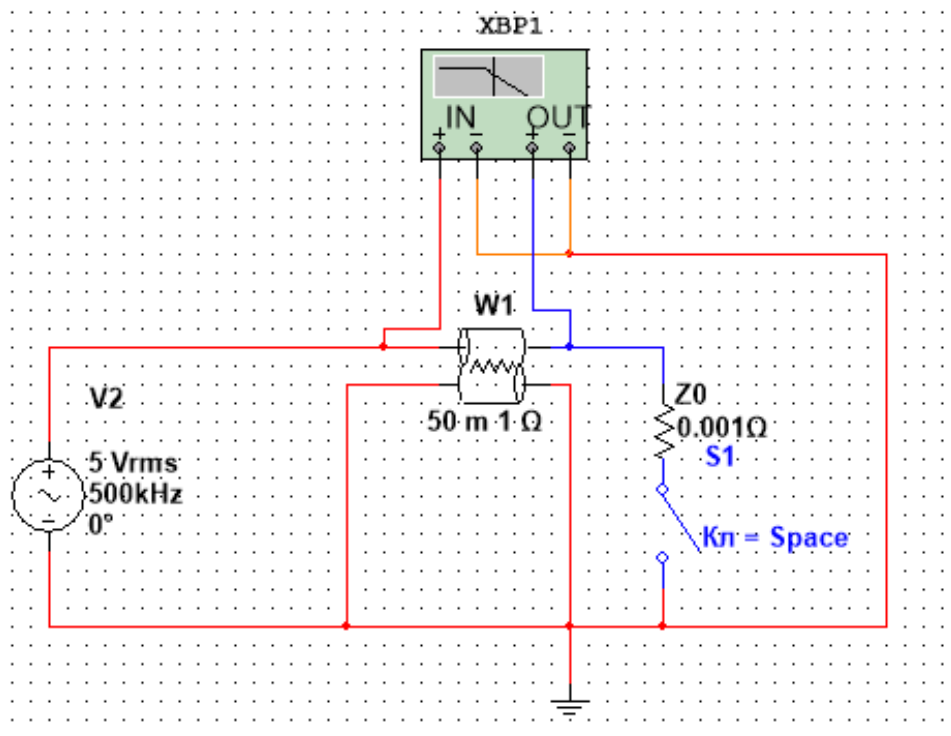 XBP1
IN OUT
+ − + −
W1
50 m 1 Ω
V2
5 Vrms
500kHz
0°
Z0
0.001Ω
S1
Кл = Space